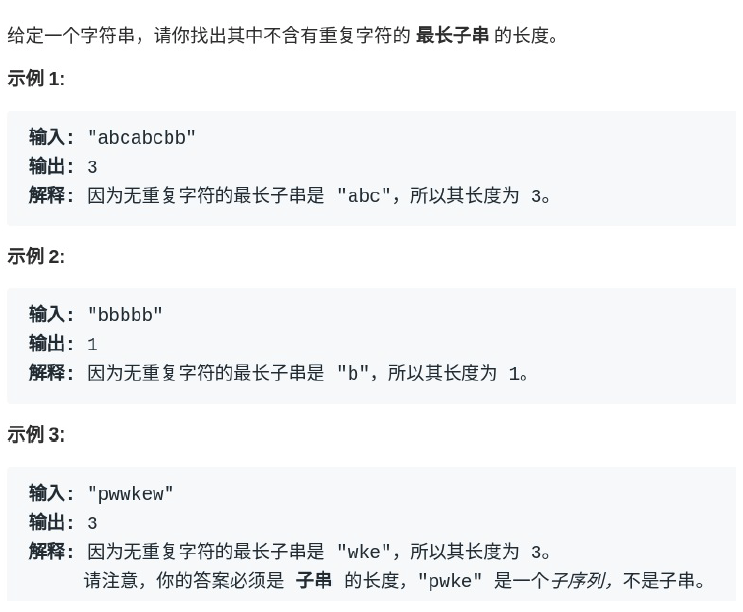 给定一个字符串，请你找出其中不含有重复字符的 最长子串 的长度。
示例 1:
输入: "abcabcbb"
输出: 3
解释: 因为无重复字符的最长子串是 "abc"，所以其长度为 3。
示例 2:
输入: "bbbbb"
输出: 1
解释: 因为无重复字符的最长子串是 "b"，所以其长度为 1。
示例 3:
输入: "pwwkew"
输出: 3
解释: 因为无重复字符的最长子串是 "wke"，所以其长度为 3。
请注意，你的答案必须是 子串 的长度，"pwke" 是一个子序列，不是子串。